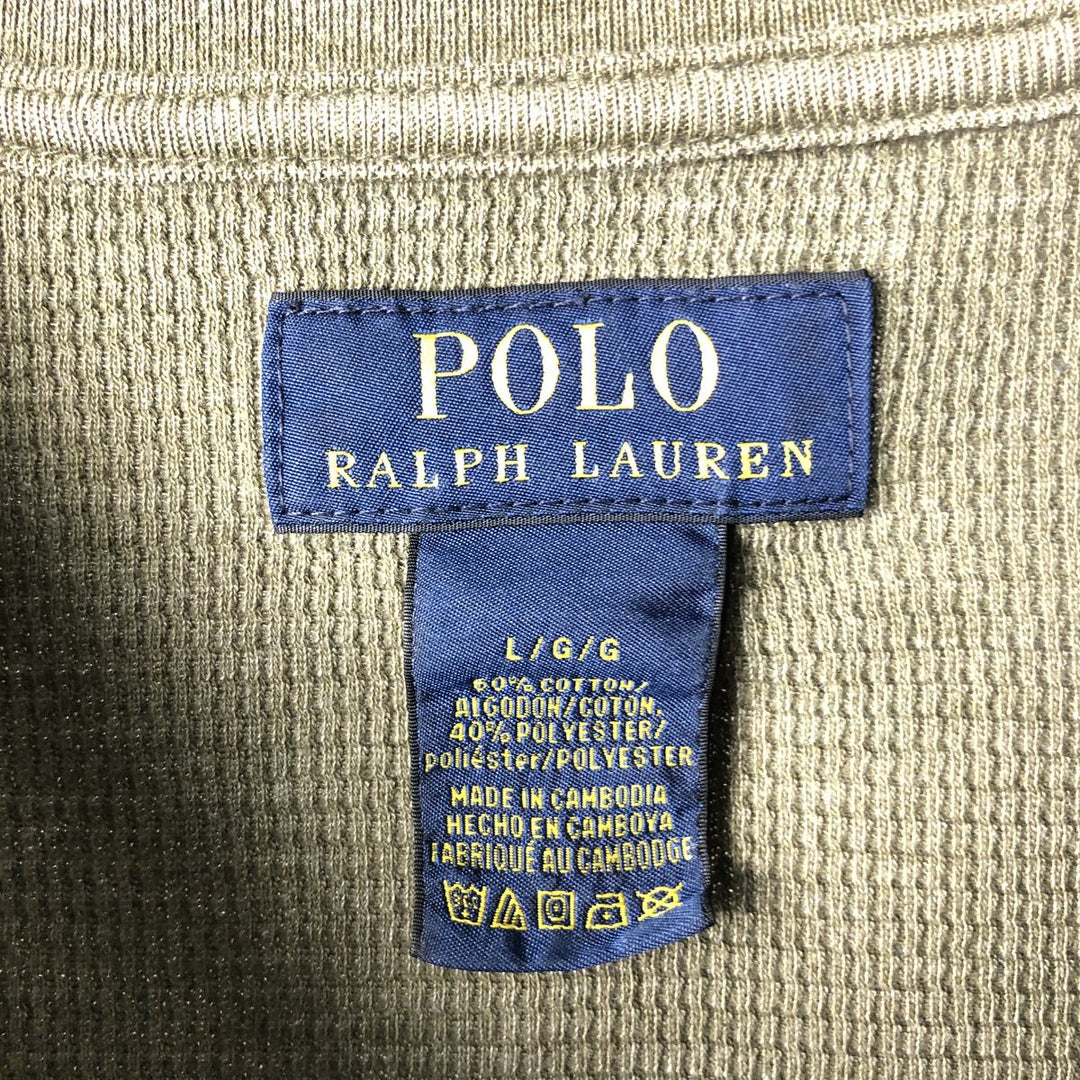 POLO
RALPH LAUREN
L/G/G
60% COTTON/
ALGODON/COTON,
40% POLYESTER/
poliéster/POLYESTER
MADE IN CAMBODIA
HECHO EN CAMBOYA
FABRIQUÉ AU CAMBODGE